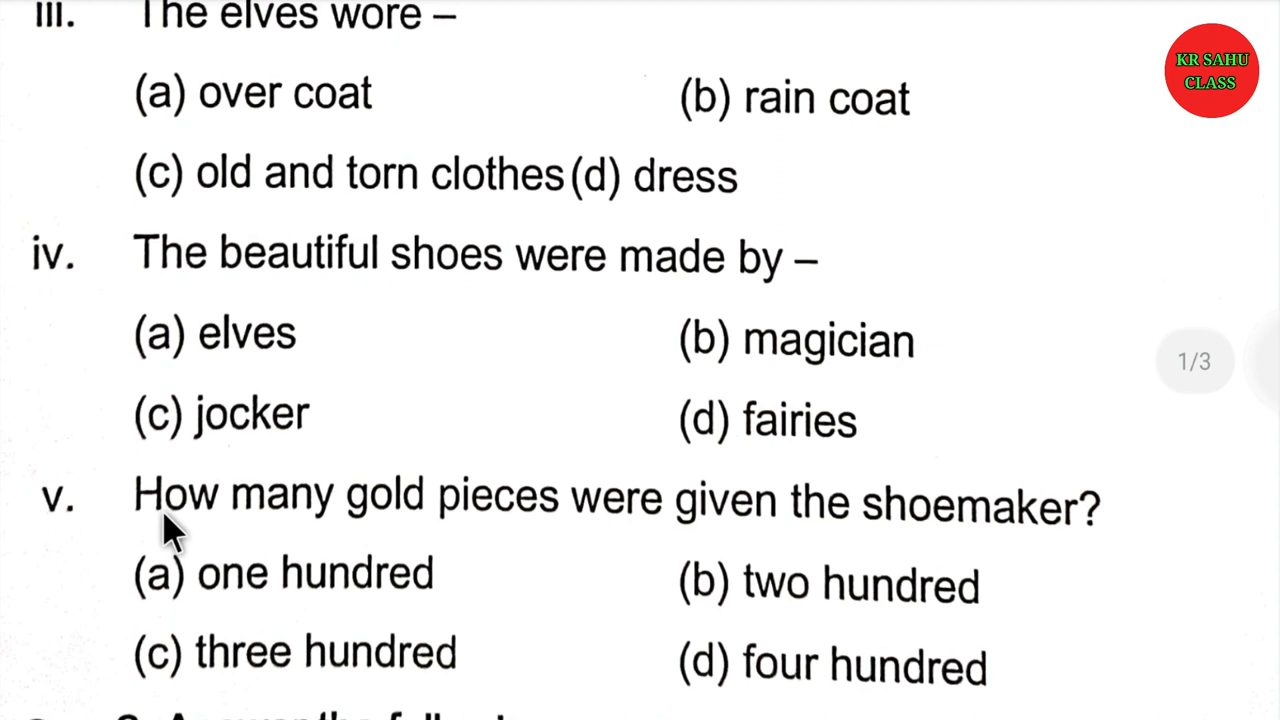 iii. The elves wore –
KR SAHU
CLASS
(a) over coat (b) rain coat
(c) old and torn clothes (d) dress
iv. The beautiful shoes were made by –
(a) elves (b) magician
1/3
(c) jocker (d) fairies
v. How many gold pieces were given the shoemaker?
(a) one hundred (b) two hundred
(c) three hundred (d) four hundred